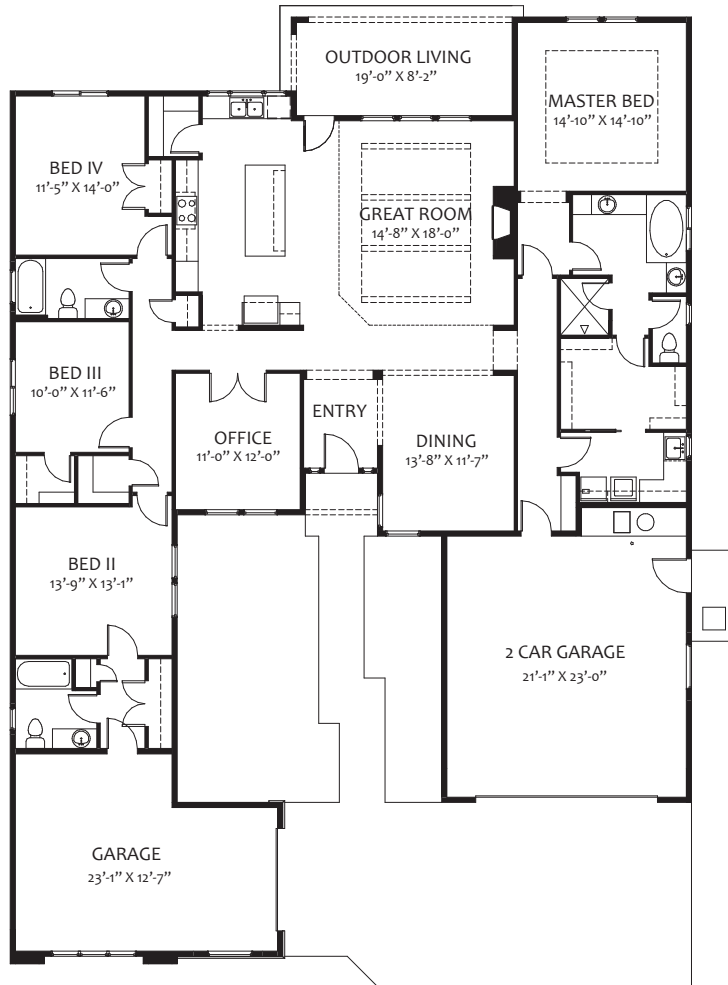 OUTDOOR LIVING
19’-0” X 8’-2”
MASTER BED
14’-10” X 14’-10”
BED IV
11’-5” X 14’-0”
GREAT ROOM
14’-8” X 18’-0”
BED III
10’-0” X 11’-6”
ENTRY
OFFICE
11’-0” X 12’-0”
DINING
13’-8” X 11’-7”
BED II
13’-9” X 13’-1”
2 CAR GARAGE
21’-1” X 23’-0”
GARAGE
23’-1” X 12’-7”